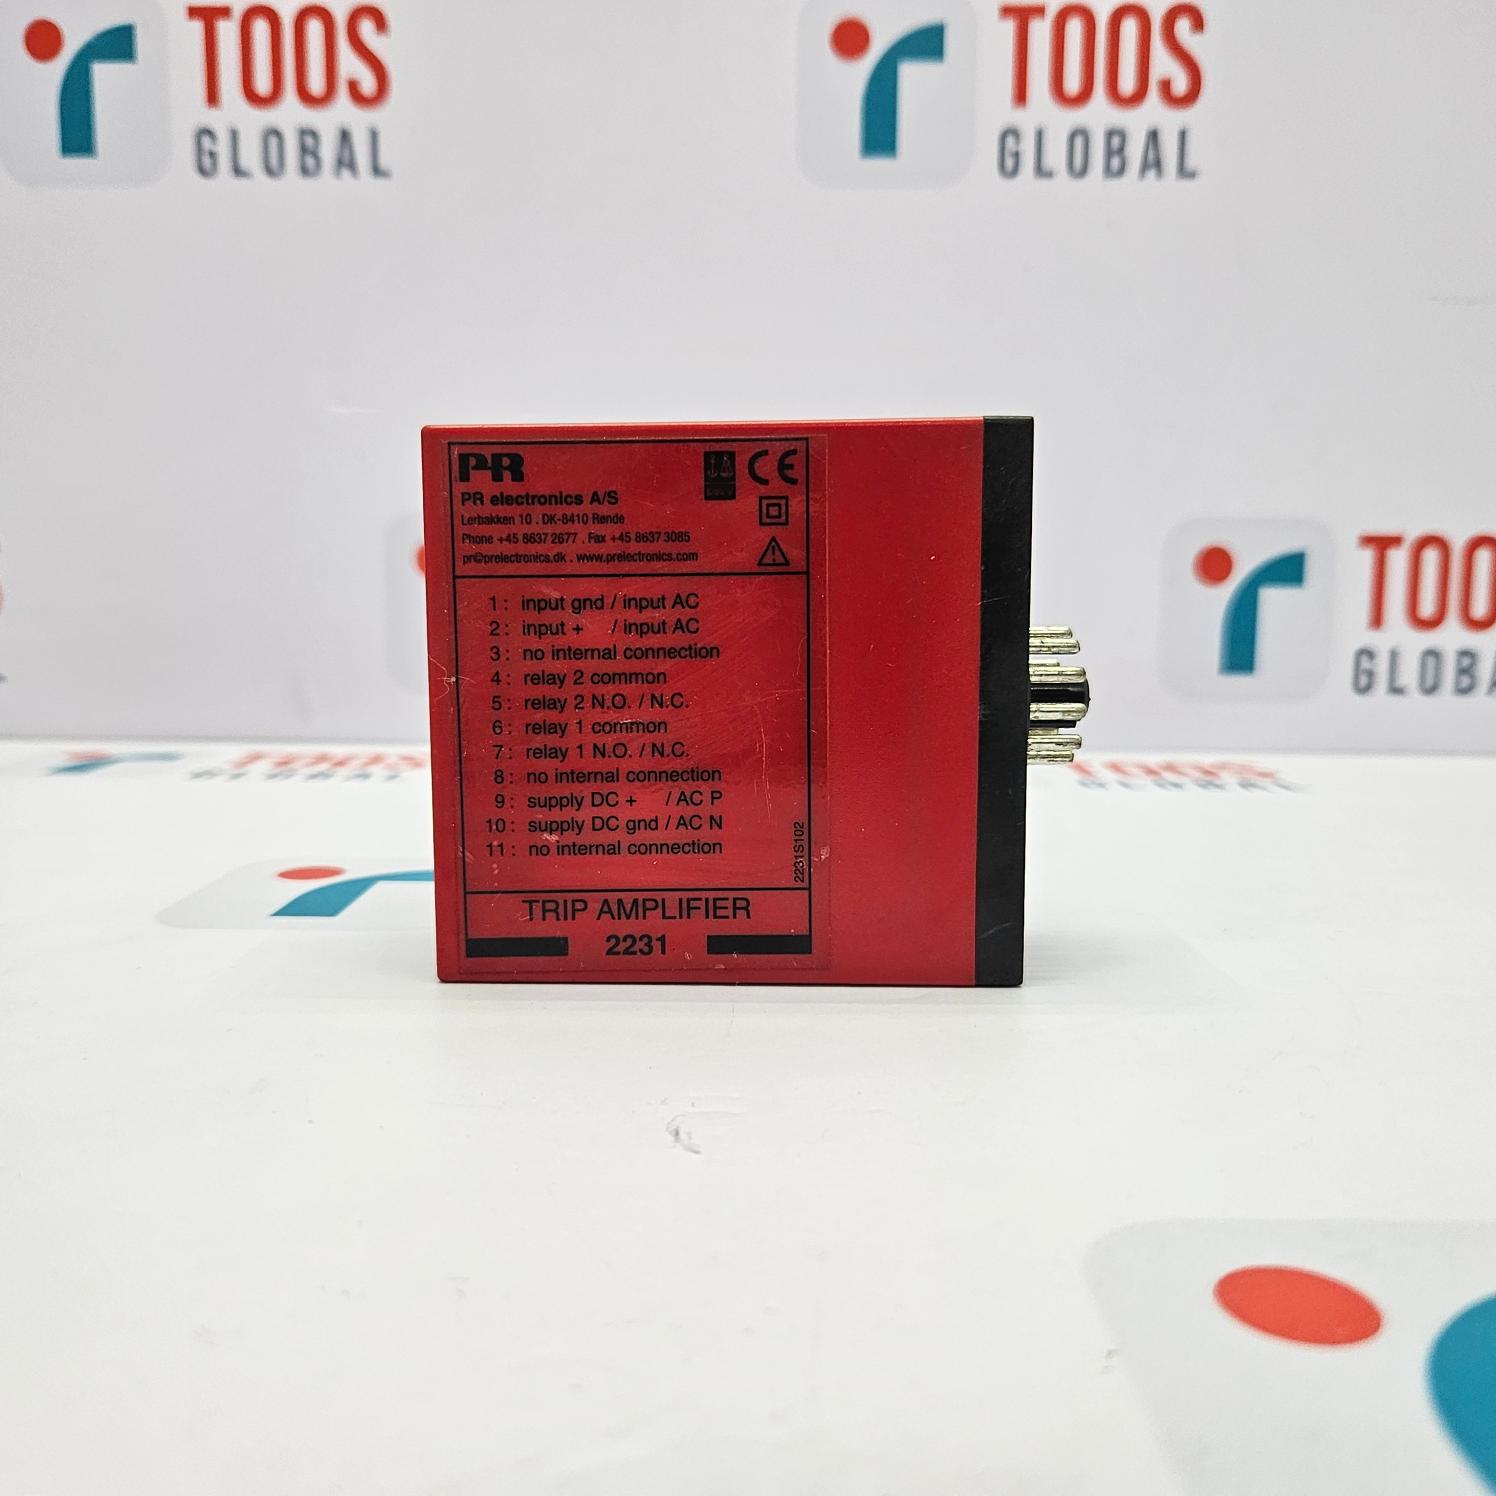 TOOS
GLOBAL
TOOS
GLOBAL
PR
PR electronics A/S
Lerbakken 10 . DK-8410 Rønde
Phone +45 8637 2677 . Fax +45 8637 3085
pr@prelectronics.dk . www.prelectronics.com
CE
1 : input gnd / input AC
2 : input + / input AC
3 : no internal connection
4 : relay 2 common
5 : relay 2 N.O. / N.C.
6 : relay 1 common
7 : relay 1 N.O. / N.C.
8 : no internal connection
9 : supply DC + / AC P
10 : supply DC gnd / AC N
11 : no internal connection
2231S102
TRIP AMPLIFIER
2231
TOOS
GLOBAL